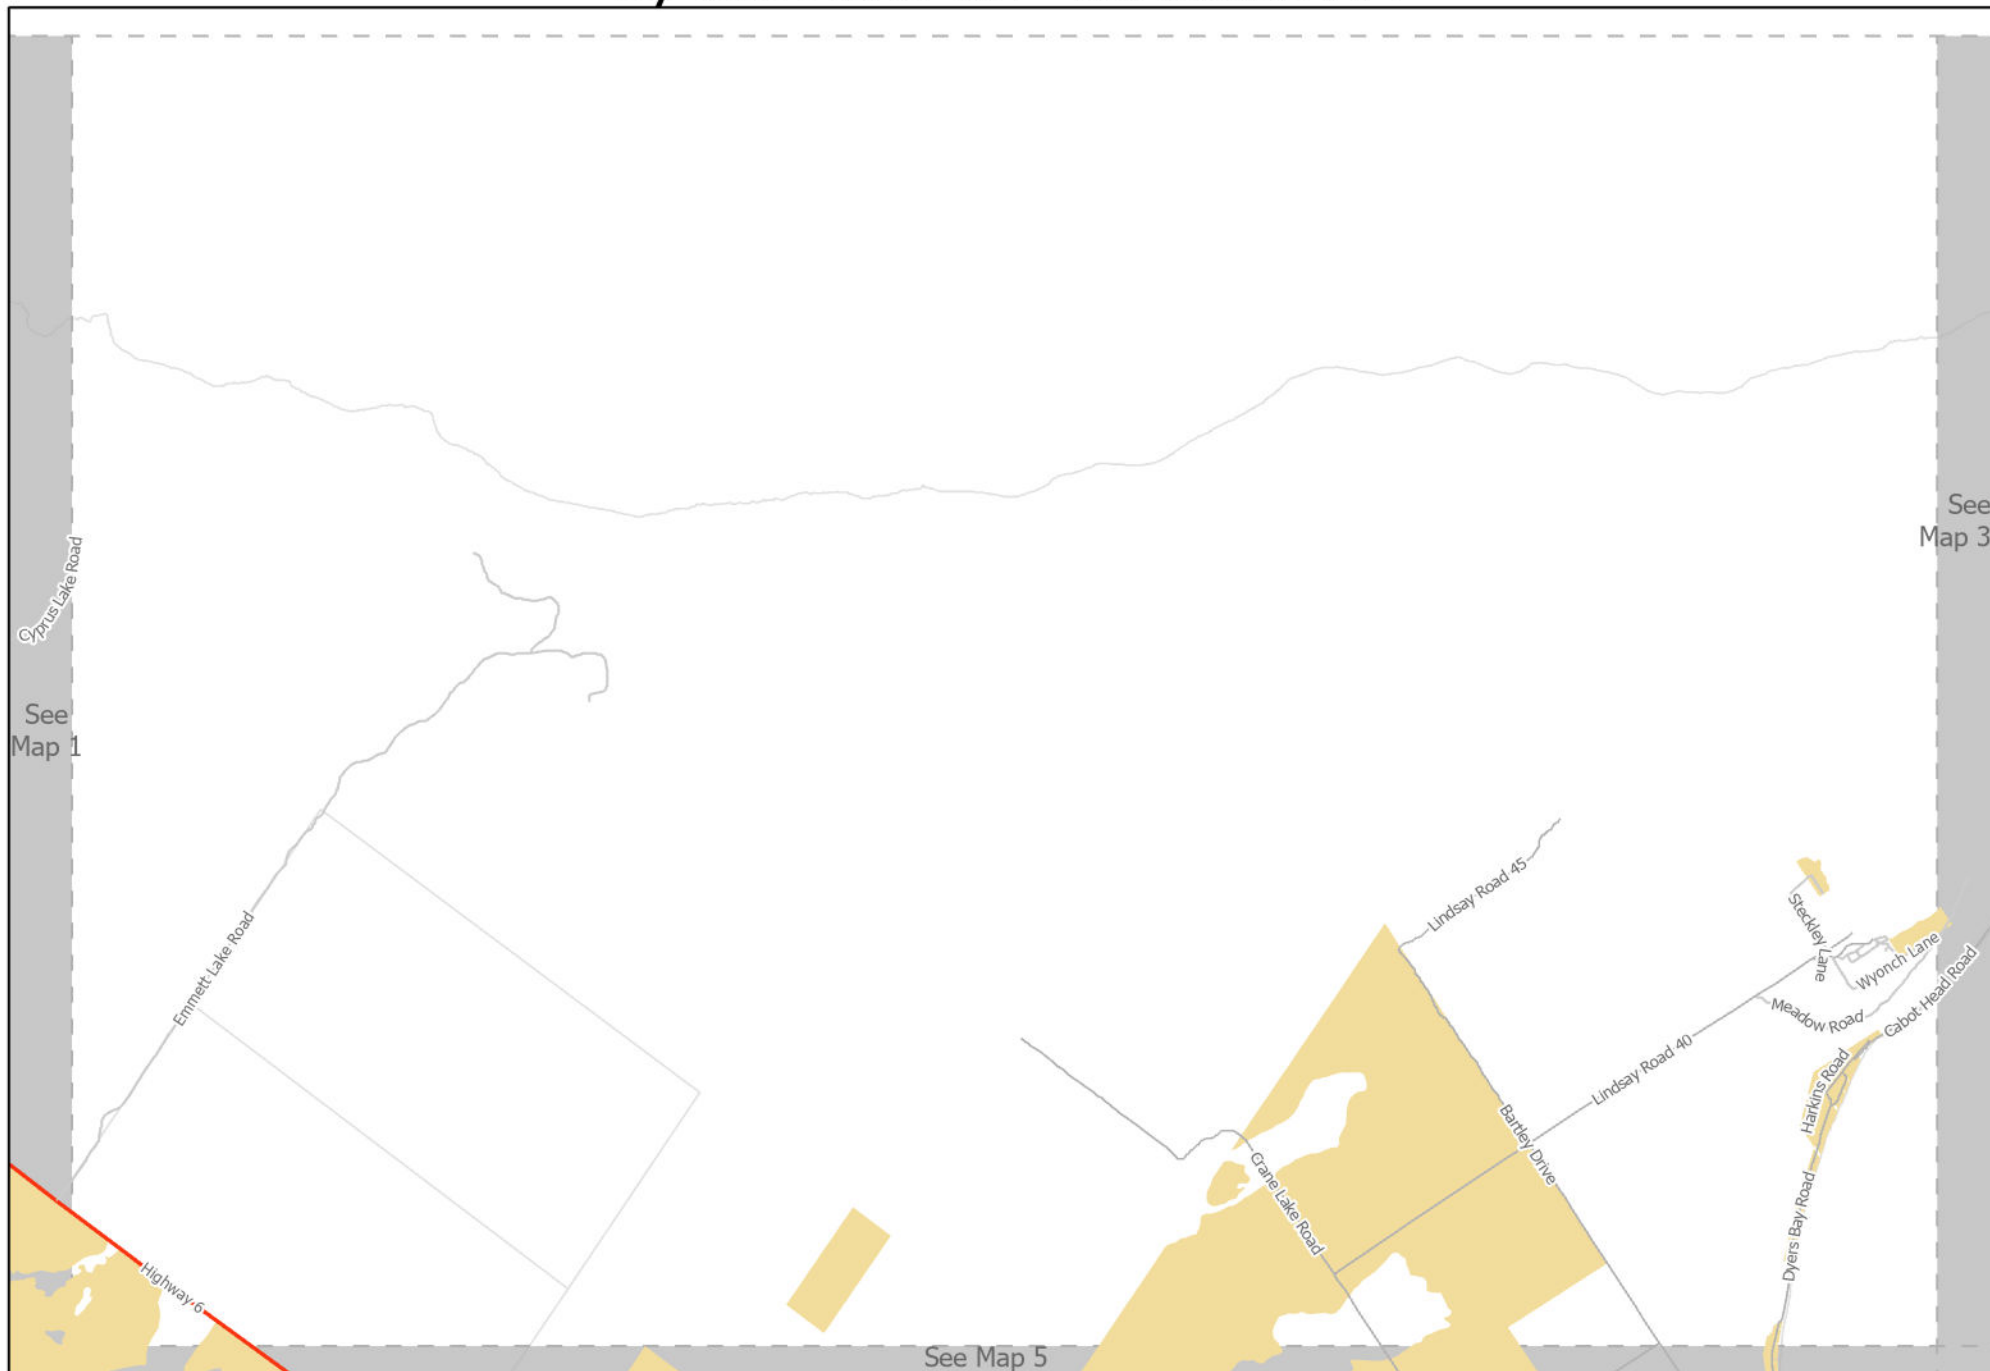 See
Map 3
Cyprus Lake Road
See
Map 1
Lindsay Road 45
Steckley Lane
Emmett Lake Road
Wyonch Lane
Cabot Head Road
Meadow Road
Lindsay Road 40
Harkins Road
Bartley Drive
Crane Lake Road
Dyers Bay Road
Highway 6
See Map 5